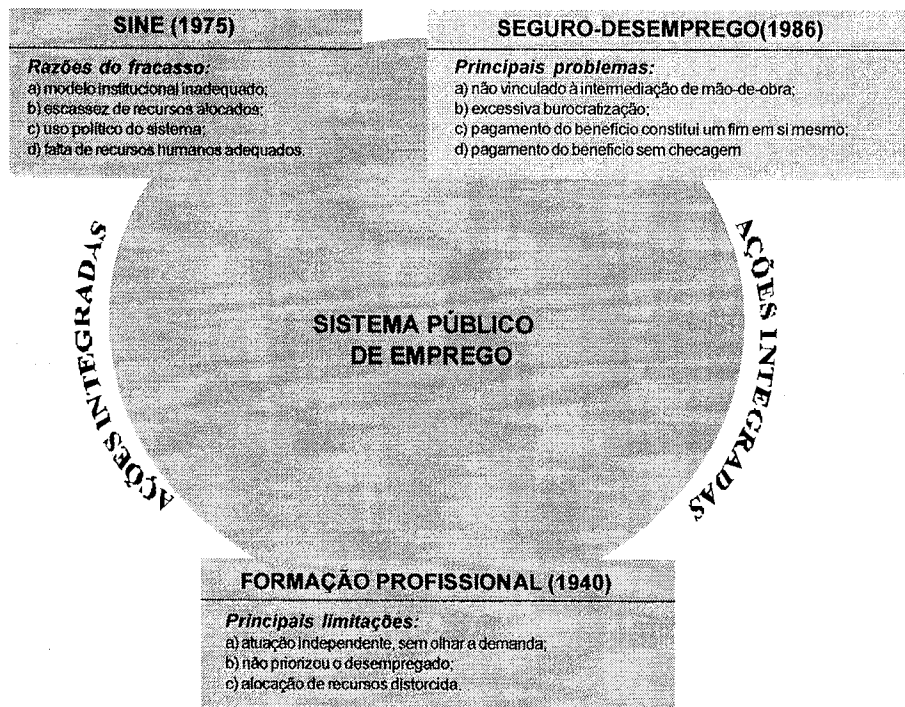 SINE (1975)
Razões do fracasso:
a) modelo institucional inadequado;
b) escassez de recursos alocados;
c) uso político do sistema;
d) falta de recursos humanos adequados.
SEGURO-DESEMPREGO(1986)
Principais problemas:
a) não vinculado à intermediação de mão-de-obra;
b) excessiva burocratização;
c) pagamento do benefício constitui um fim em si mesmo;
d) pagamento do benefício sem checagem
AÇÕES INTEGRADAS
SISTEMA PÚBLICO
DE EMPREGO
AÇÕES INTEGRADAS
FORMAÇÃO PROFISSIONAL (1940)
Principais limitações:
a) atuação independente, sem olhar a demanda;
b) não priorizou o desempregado;
c) alocação de recursos distorcida.